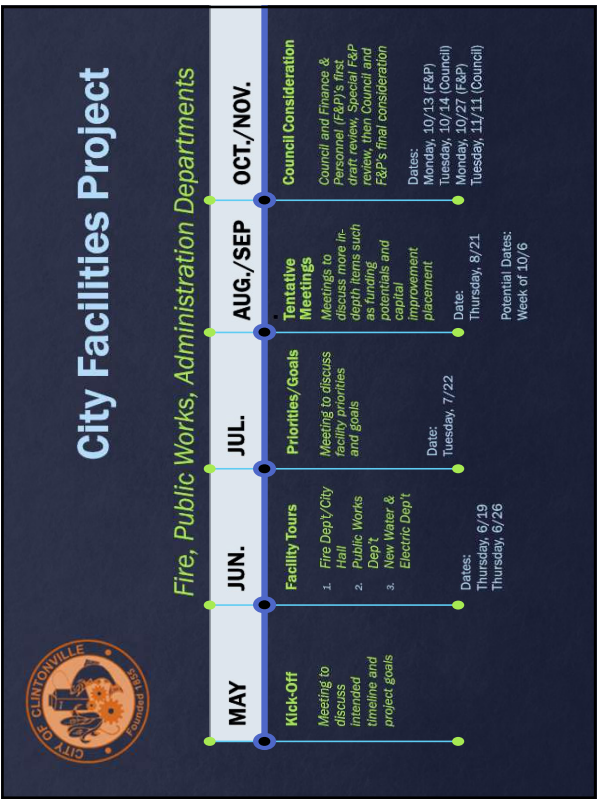 CITY OF CLINTONVILLE
Founded 1855
City Facilities Project
Fire, Public Works, Administration Departments
MAY
Kick-Off
Meeting to
discuss
intended
timeline and
project goals
JUN.
Facility Tours
1. Fire Dep't/City
Hall
2. Public Works
Dep't
3. New Water &
Electric Dep't
Dates:
Thursday, 6/19
Thursday, 6/26
JUL.
Priorities/Goals
Meeting to discuss
facility priorities
and goals
Date:
Tuesday, 7/22
AUG./SEP
Tentative
Meetings
Meetings to
discuss more in-
depth items such
as funding
potentials and
capital
improvement
placement
Date:
Thursday, 8/21
Potential Dates:
Week of 10/6
OCT./NOV.
Council Consideration
Council and Finance &
Personnel (F&P)'s first
draft review, Special F&P
review, then Council and
F&P's final consideration
Dates:
Monday, 10/13 (F&P)
Tuesday, 10/14 (Council)
Monday, 10/27 (F&P)
Tuesday, 11/11 (Council)